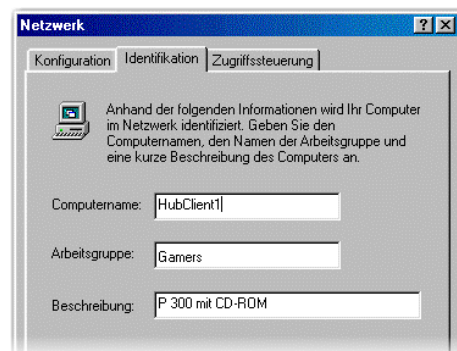 Netzwerk
Konfiguration Identifikation Zugriffssteuerung
Anhand der folgenden Informationen wird Ihr Computer
im Netzwerk identifiziert. Geben Sie den
Computernamen, den Namen der Arbeitsgruppe und
eine kurze Beschreibung des Computers an.
Computername: HubClient1
Arbeitsgruppe: Gamers
Beschreibung: P 300 mit CD-ROM